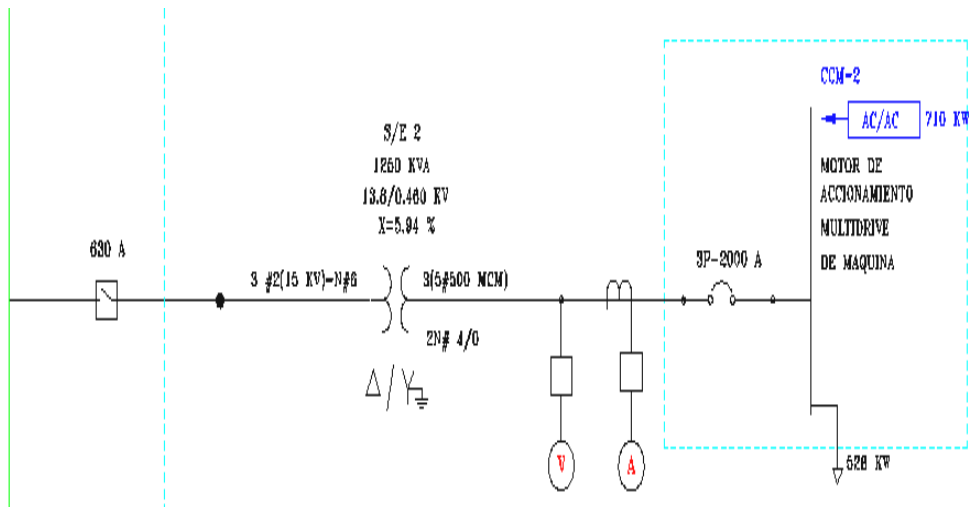 630 A
S/E 2
1250 KVA
13.8/0.460 KV
X=5.94 %
3 #2(15 KV)-N#6
3(5#500 MCM)
2N# 4/0
V
A
3P-2000 A
CCM-2
AC/AC
710 KW
MOTOR DE
ACCIONAMIENTO
MULTIDRIVE
DE MAQUINA
528 KW